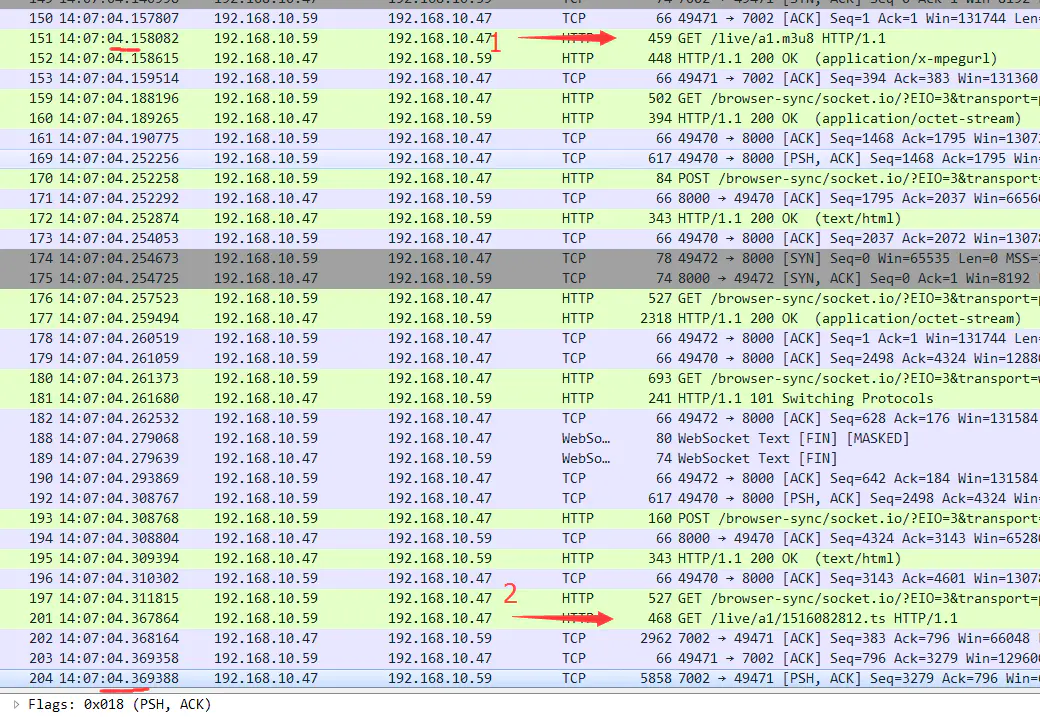 150 14:07:04.157807 192.168.10.59 192.168.10.47 TCP 66 49471 → 7002 [ACK] Seq=1 Ack=1 Win=131744 Len=
151 14:07:04.158082 192.168.10.59 192.168.10.47 1 HTTP 459 GET /live/a1.m3u8 HTTP/1.1
152 14:07:04.158615 192.168.10.47 192.168.10.59 HTTP 448 HTTP/1.1 200 OK (application/x-mpegurl)
153 14:07:04.159514 192.168.10.59 192.168.10.47 TCP 66 49471 → 7002 [ACK] Seq=394 Ack=383 Win=131360
159 14:07:04.188196 192.168.10.59 192.168.10.47 HTTP 502 GET /browser-sync/socket.io/?EIO=3&transport=
160 14:07:04.189265 192.168.10.47 192.168.10.59 HTTP 394 HTTP/1.1 200 OK (application/octet-stream)
161 14:07:04.190775 192.168.10.59 192.168.10.47 TCP 66 49470 → 8000 [ACK] Seq=1468 Ack=1795 Win=1307
169 14:07:04.252256 192.168.10.59 192.168.10.47 TCP 617 49470 → 8000 [PSH, ACK] Seq=1468 Ack=1795 Win=
170 14:07:04.252258 192.168.10.59 192.168.10.47 HTTP 84 POST /browser-sync/socket.io/?EIO=3&transport=
171 14:07:04.252292 192.168.10.47 192.168.10.59 TCP 66 8000 → 49470 [ACK] Seq=1795 Ack=2037 Win=6656
172 14:07:04.252874 192.168.10.47 192.168.10.59 HTTP 343 HTTP/1.1 200 OK (text/html)
173 14:07:04.254053 192.168.10.59 192.168.10.47 TCP 66 49470 → 8000 [ACK] Seq=2037 Ack=2072 Win=1307
174 14:07:04.254673 192.168.10.59 192.168.10.47 TCP 78 49472 → 8000 [SYN] Seq=0 Win=65535 Len=0 MSS=
175 14:07:04.254725 192.168.10.47 192.168.10.59 TCP 74 8000 → 49472 [SYN, ACK] Seq=0 Ack=1 Win=8192
176 14:07:04.257523 192.168.10.59 192.168.10.47 HTTP 527 GET /browser-sync/socket.io/?EIO=3&transport=
177 14:07:04.259494 192.168.10.47 192.168.10.59 HTTP 2318 HTTP/1.1 200 OK (application/octet-stream)
178 14:07:04.260519 192.168.10.59 192.168.10.47 TCP 66 49472 → 8000 [ACK] Seq=1 Ack=1 Win=131744 Len=
179 14:07:04.261059 192.168.10.59 192.168.10.47 TCP 66 49470 → 8000 [ACK] Seq=2498 Ack=4324 Win=1288
180 14:07:04.261373 192.168.10.59 192.168.10.47 HTTP 693 GET /browser-sync/socket.io/?EIO=3&transport=
181 14:07:04.261680 192.168.10.47 192.168.10.59 HTTP 241 HTTP/1.1 101 Switching Protocols
182 14:07:04.262532 192.168.10.59 192.168.10.47 TCP 66 49472 → 8000 [ACK] Seq=628 Ack=176 Win=131584
188 14:07:04.279068 192.168.10.59 192.168.10.47 WebSo… 80 WebSocket Text [FIN] [MASKED]
189 14:07:04.279639 192.168.10.47 192.168.10.59 WebSo… 74 WebSocket Text [FIN]
190 14:07:04.293869 192.168.10.59 192.168.10.47 TCP 66 49472 → 8000 [ACK] Seq=642 Ack=184 Win=131584
192 14:07:04.308767 192.168.10.59 192.168.10.47 TCP 617 49470 → 8000 [PSH, ACK] Seq=2498 Ack=4324 Win=
193 14:07:04.308768 192.168.10.59 192.168.10.47 HTTP 160 POST /browser-sync/socket.io/?EIO=3&transport=
194 14:07:04.308804 192.168.10.47 192.168.10.59 TCP 66 8000 → 49470 [ACK] Seq=4324 Ack=3143 Win=6528
195 14:07:04.309394 192.168.10.47 192.168.10.59 HTTP 343 HTTP/1.1 200 OK (text/html)
196 14:07:04.310302 192.168.10.59 192.168.10.47 TCP 66 49470 → 8000 [ACK] Seq=3143 Ack=4601 Win=1307
197 14:07:04.311815 192.168.10.59 192.168.10.47 2 HTTP 527 GET /browser-sync/socket.io/?EIO=3&transport=
201 14:07:04.367864 192.168.10.59 192.168.10.47 HTTP 468 GET /live/a1/1516082812.ts HTTP/1.1
202 14:07:04.368164 192.168.10.47 192.168.10.59 TCP 2962 7002 → 49471 [ACK] Seq=383 Ack=796 Win=66048
203 14:07:04.369358 192.168.10.59 192.168.10.47 TCP 66 49471 → 7002 [ACK] Seq=796 Ack=3279 Win=12960
204 14:07:04.369388 192.168.10.47 192.168.10.59 TCP 5858 7002 → 49471 [PSH, ACK] Seq=3279 Ack=796 Win=
Flags: 0x018 (PSH, ACK)